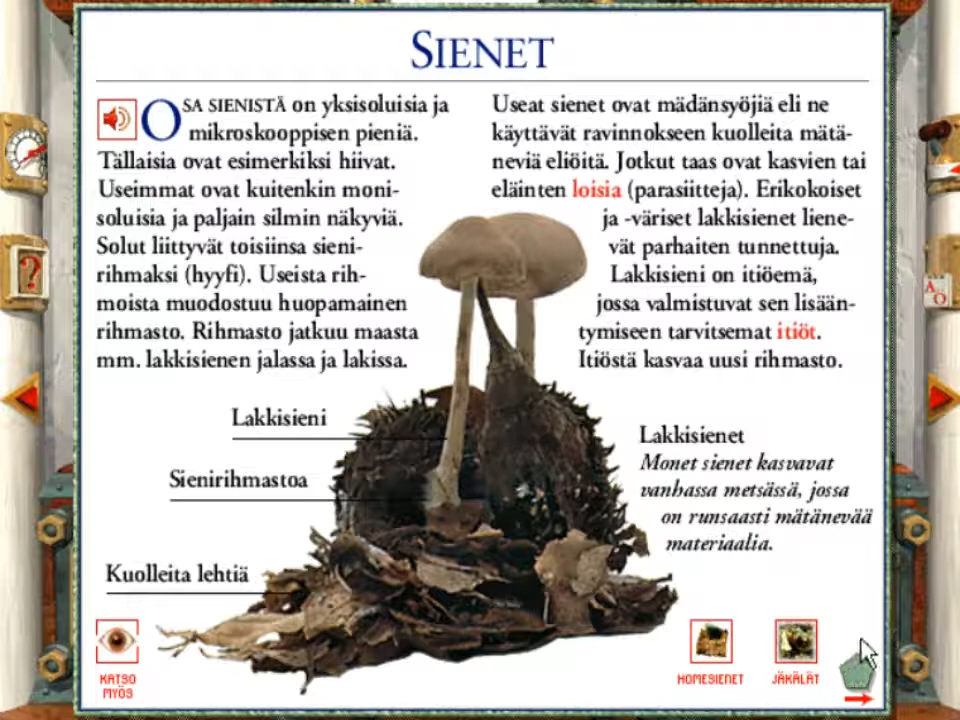 SIENET
OSA SIENISTÄ on yksisoluisia ja
mikroskooppisen pieniä.
Tällaisia ovat esimerkiksi hiivat.
Useimmat ovat kuitenkin moni-
soluisia ja paljain silmin näkyviä.
Solut liittyvät toisiinsa sieni-
rihmaksi (hyyfi). Useista rih-
moista muodostuu huopamainen
rihmasto. Rihmasto jatkuu maasta
mm. lakkisienen jalassa ja lakissa.
Useat sienet ovat mädänsyöjiä eli ne
käyttävät ravinnokseen kuolleita mätä-
neviä eliöitä. Jotkut taas ovat kasvien tai
eläinten loisia (parasiitteja). Erikokoiset
ja -väriset lakkisienet liene-
vät parhaiten tunnettuja.
Lakkisieni on itiöemä,
jossa valmistuvat sen lisään-
tymiseen tarvitsemat itiöt.
Itiöstä kasvaa uusi rihmasto.
Lakkisieni
Sienirihmastoa
Kuolleita lehtiä
Lakkisienet
Monet sienet kasvavat
vanhassa metsässä, jossa
on runsaasti mätänevää
materiaalia.
KATSO
MYÖS
HOMESIENET
JÄKÄLÄT
?
A...
Ö